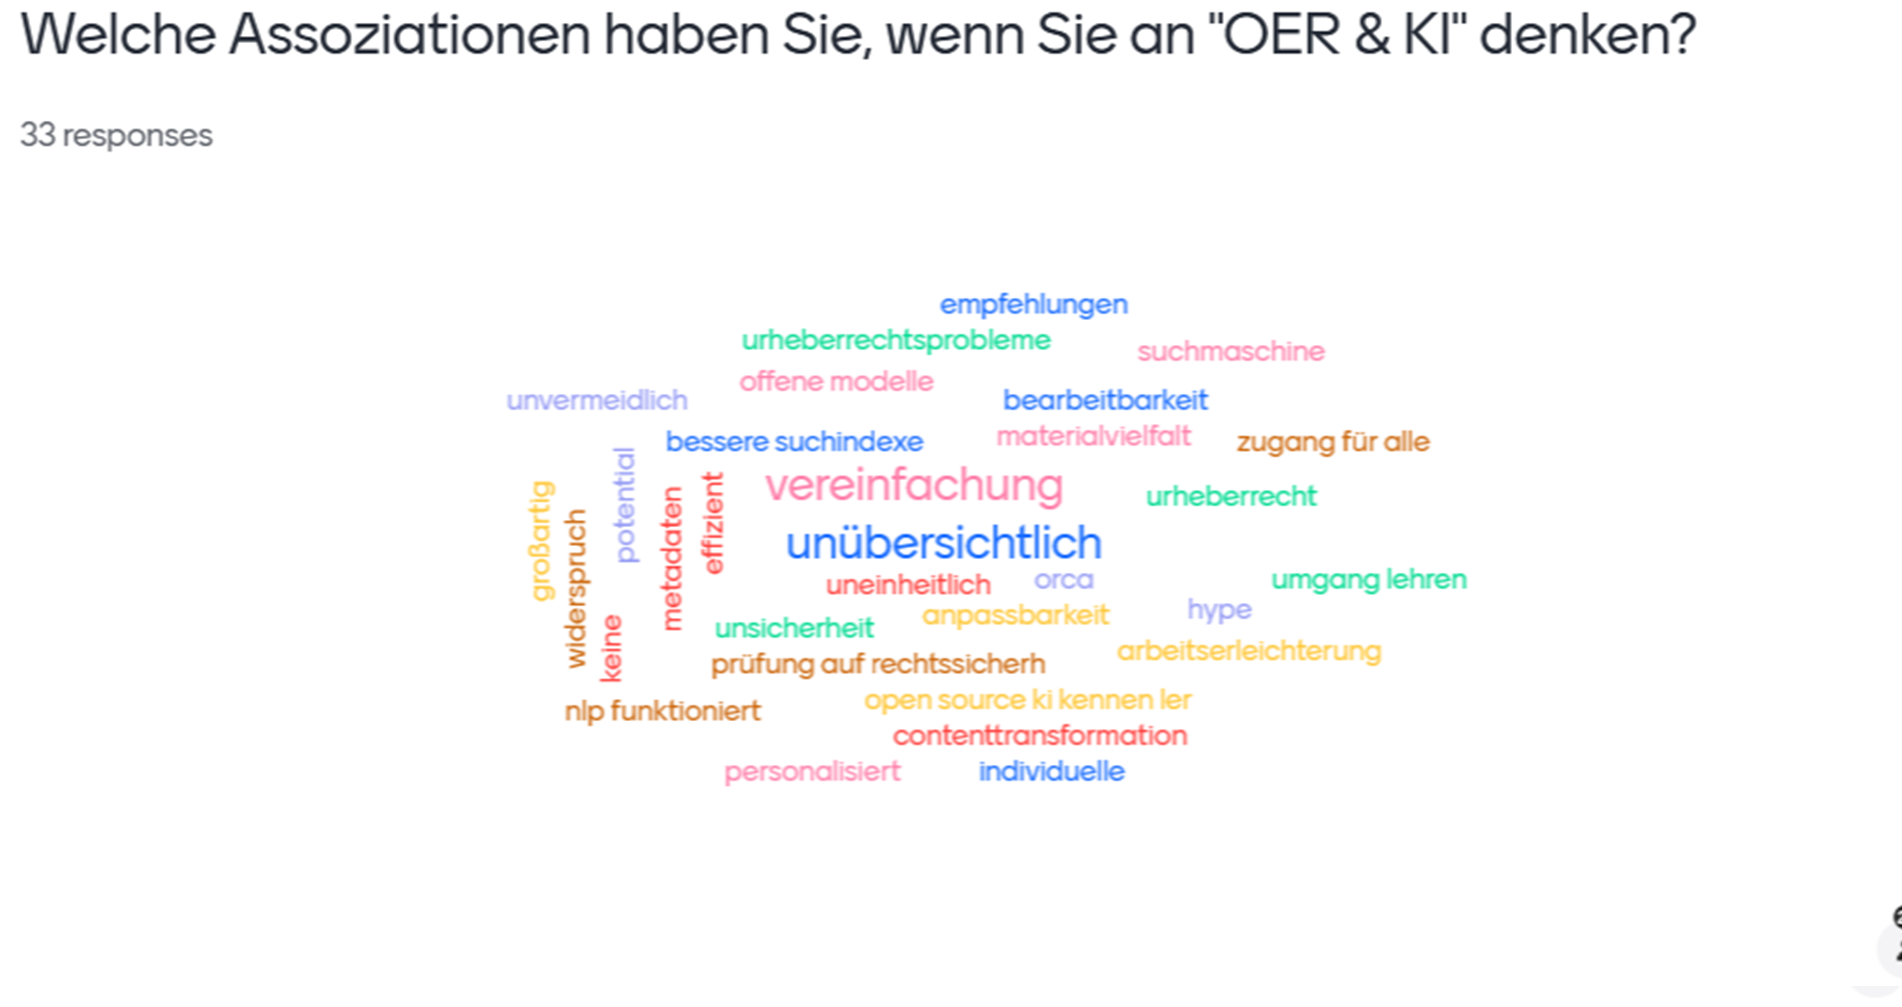 Welche Assoziationen haben Sie, wenn Sie an "OER & KI" denken?
33 responses
empfehlungen
urheberrechtsprobleme
suchmaschine
offene modelle
unvermeidlich
bearbeitbarkeit
bessere suchindexe
materialvielfalt
zugang für alle
vereinfachung
urheberrecht
großartig
widerspruch
potential
keine
metadaten
effizient
unübersichtlich
uneinheitlich
orca
umgang lehren
anpassbarkeit
hype
unsicherheit
arbeitserleichterung
prüfung auf rechtssicherh
open source ki kennen ler
nlp funktioniert
contenttransformation
personalisiert
individuelle